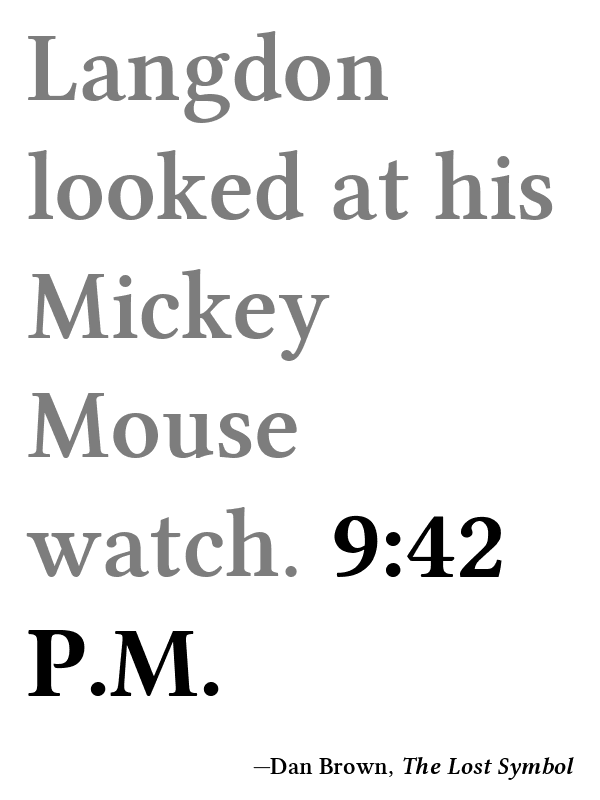 Langdon
looked at his
Mickey
Mouse
watch. 9:42
P.M.
—Dan Brown, The Lost Symbol